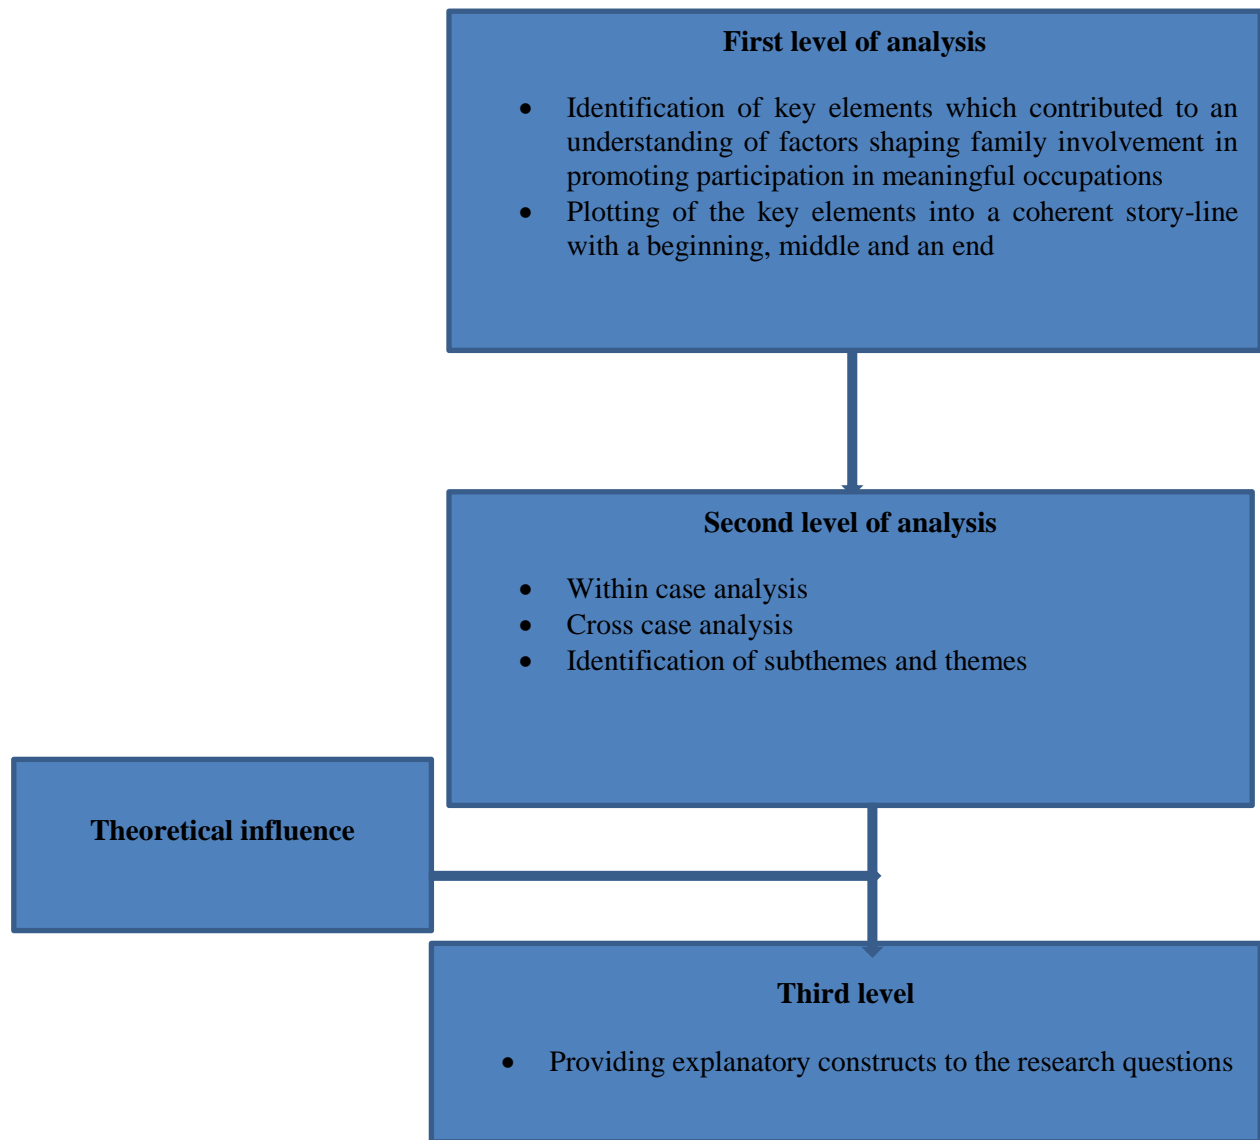 First level of analysis
• Identification of key elements which contributed to an
understanding of factors shaping family involvement in
promoting participation in meaningful occupations
• Plotting of the key elements into a coherent story-line
with a beginning, middle and an end
Second level of analysis
• Within case analysis
• Cross case analysis
• Identification of subthemes and themes
Theoretical influence
Third level
• Providing explanatory constructs to the research questions